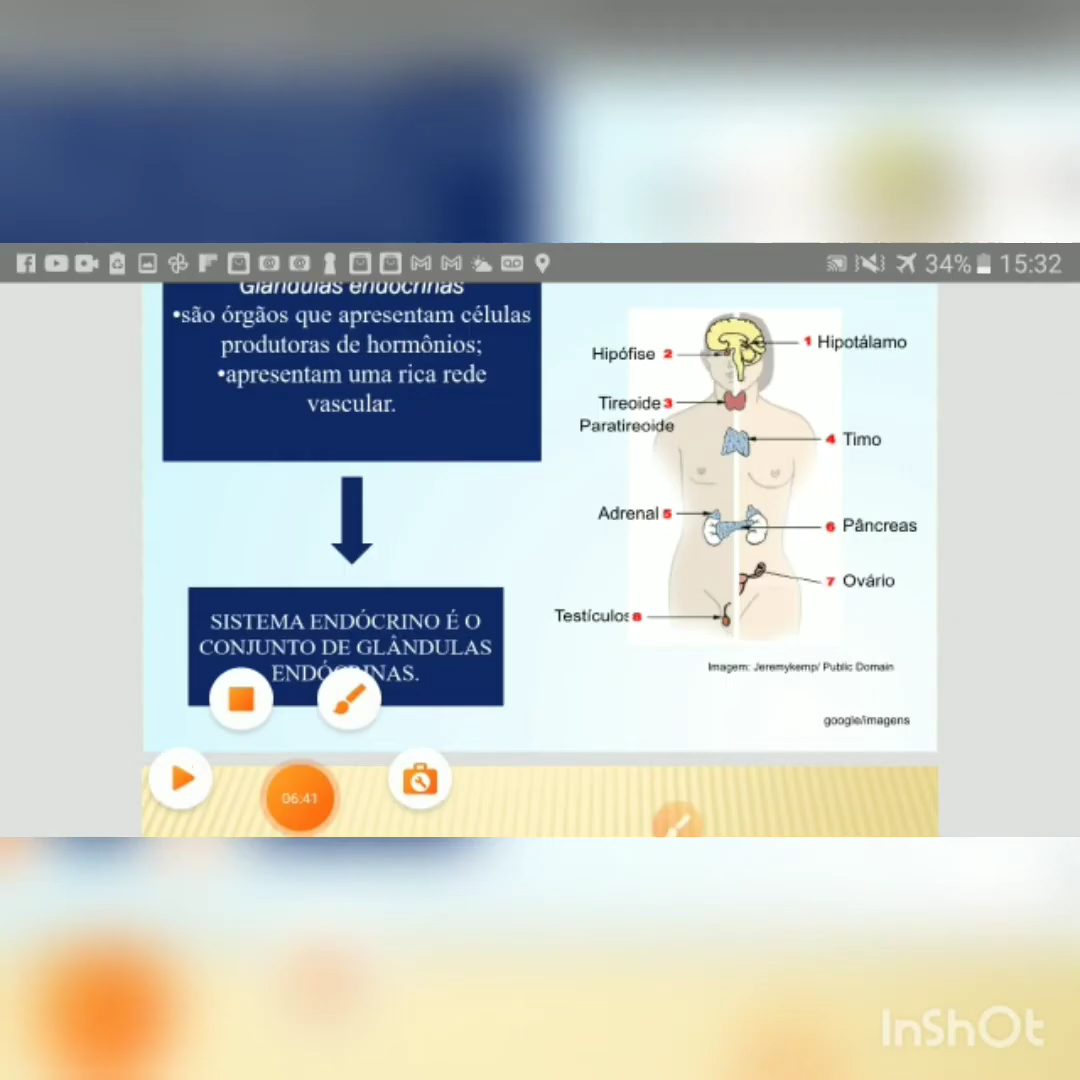 34% 15:32
Glândulas endócrinas
•são órgãos que apresentam células
produtoras de hormônios;
•apresentam uma rica rede
vascular.
SISTEMA ENDÓCRINO É O
CONJUNTO DE GLÂNDULAS
ENDÓCRINAS.
1 Hipotálamo
Hipófise 2
Tireoide 3
Paratireoide
4 Timo
Adrenal 5
6 Pâncreas
7 Ovário
Testículos 8
Imagem: Jeremykemp/ Public Domain
google/imagens
06:41
InShOt